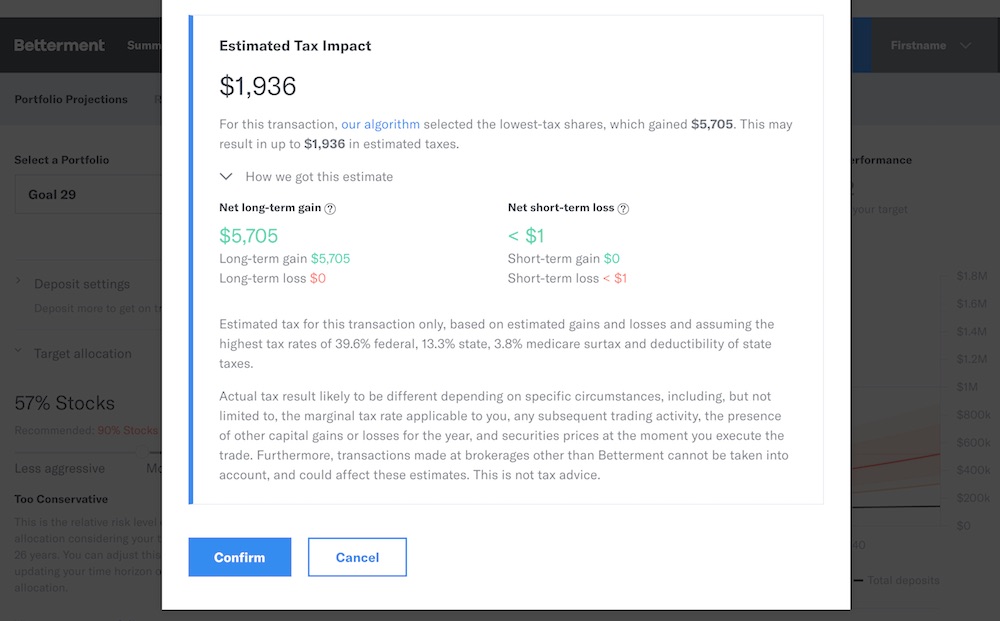 Betterment
Summ
Firstname
Portfolio Projections
Select a Portfolio
Goal 29
Deposit settings
Deposit more to get on
Target allocation
57% Stocks
Recommended: 90% Stocks
Less aggressive
Mo
Too Conservative
This is the relative risk level
allocation considering your
26 years. You can adjust this
updating your time horizon
allocation.
Estimated Tax Impact
$1,936
For this transaction, our algorithm selected the lowest-tax shares, which gained $5,705. This may
result in up to $1,936 in estimated taxes.
How we got this estimate
Net long-term gain ?
$5,705
Long-term gain $5,705
Long-term loss $0
Net short-term loss ?
< $1
Short-term gain $0
Short-term loss < $1
Estimated tax for this transaction only, based on estimated gains and losses and assuming the
highest tax rates of 39.6% federal, 13.3% state, 3.8% medicare surtax and deductibility of state
taxes.
Actual tax result likely to be different depending on specific circumstances, including, but not
limited to, the marginal tax rate applicable to you, any subsequent trading activity, the presence
of other capital gains or losses for the year, and securities prices at the moment you execute the
trade. Furthermore, transactions made at brokerages other than Betterment cannot be taken into
account, and could affect these estimates. This is not tax advice.
Confirm
Cancel
erformance
your target
$1.8M
$1.6M
$1.4M
$1.2M
$1M
$800k
$600k
$400k
$200k
$0
40
Total deposits